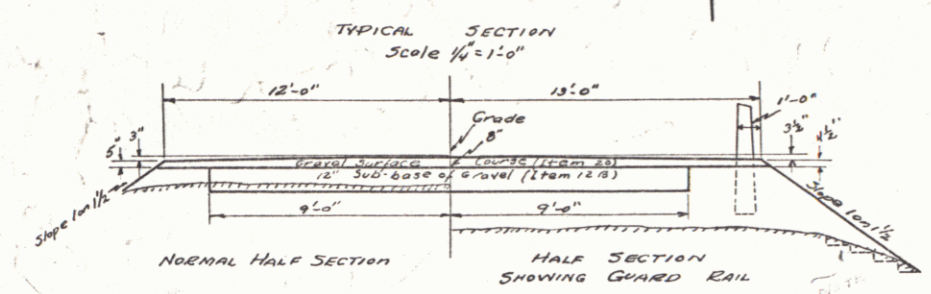 TYPICAL SECTION
Scale 1/4" = 1'-0"
12'-0"
13'-0"
1'-0"
Grade
8"
5"
3"
3 1/2"
Gravel Surface Course (Item 20)
12" Sub-base of Gravel (Item 12B)
9'-0"
9'-0"
Slope 1 on 1 1/2
Slope 1 on 1 1/2
NORMAL HALF SECTION
HALF SECTION
SHOWING GUARD RAIL